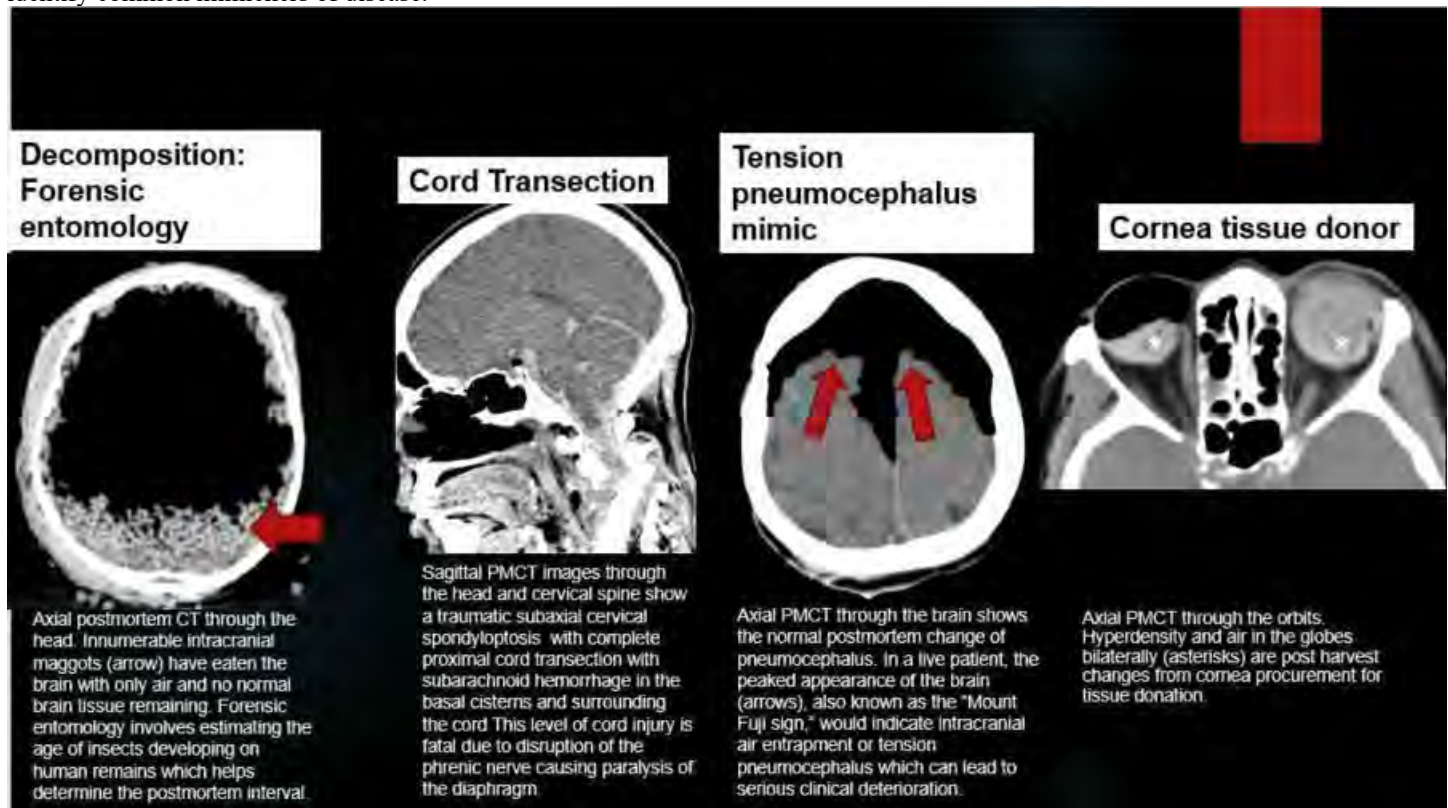 Decomposition:
Forensic
entomology
Axial postmortem CT through the
head. Innumerable intracranial
maggots (arrow) have eaten the
brain with only air and no normal
brain tissue remaining. Forensic
entomology involves estimating the
age of insects developing on
human remains which helps
determine the postmortem interval.
Cord Transection
Sagittal PMCT images through
the head and cervical spine show
a traumatic subaxial cervical
spondyloptosis with complete
proximal cord transection with
subarachnoid hemorrhage in the
basal cisterns and surrounding
the cord This level of cord injury is
fatal due to disruption of the
phrenic nerve causing paralysis of
the diaphragm
Tension
pneumocephalus
mimic
Axial PMCT through the brain shows
the normal postmortem change of
pneumocephalus. In a live patient, the
peaked appearance of the brain
(arrows), also known as the "Mount
Fuji sign," would indicate intracranial
air entrapment or tension
pneumocephalus which can lead to
serious clinical deterioration.
Cornea tissue donor
Axial PMCT through the orbits.
Hyperdensity and air in the globes
bilaterally (asterisks) are post harvest
changes from cornea procurement for
tissue donation.